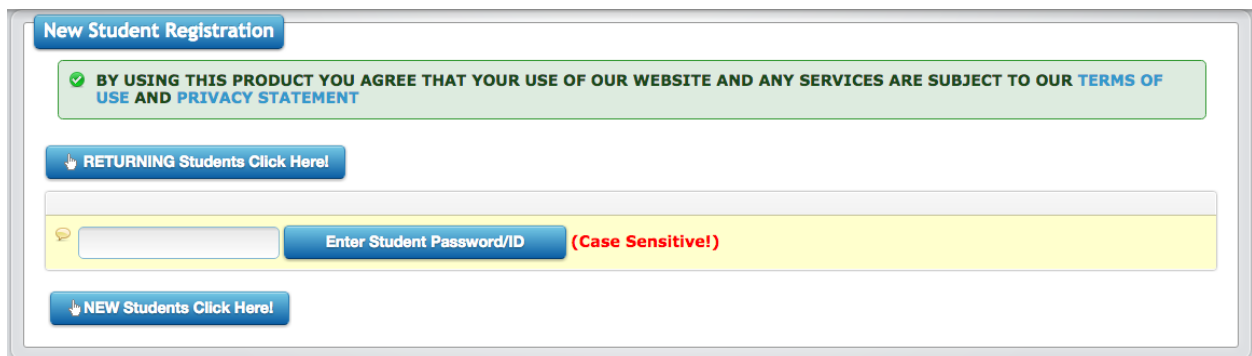 New Student Registration
BY USING THIS PRODUCT YOU AGREE THAT YOUR USE OF OUR WEBSITE AND ANY SERVICES ARE SUBJECT TO OUR TERMS OF
USE AND PRIVACY STATEMENT
RETURNING Students Click Here!
Enter Student Password/ID (Case Sensitive!)
NEW Students Click Here!